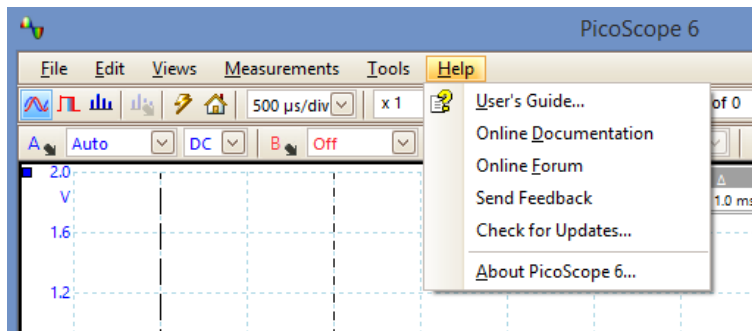 PicoScope 6
File Edit Views Measurements Tools Help
500 µs/div x 1 of 0
A Auto DC B Off
User's Guide...
Online Documentation
Online Forum
Send Feedback
Check for Updates...
About PicoScope 6...
2.0
V
1.6
1.2
Δ
1.0 ms